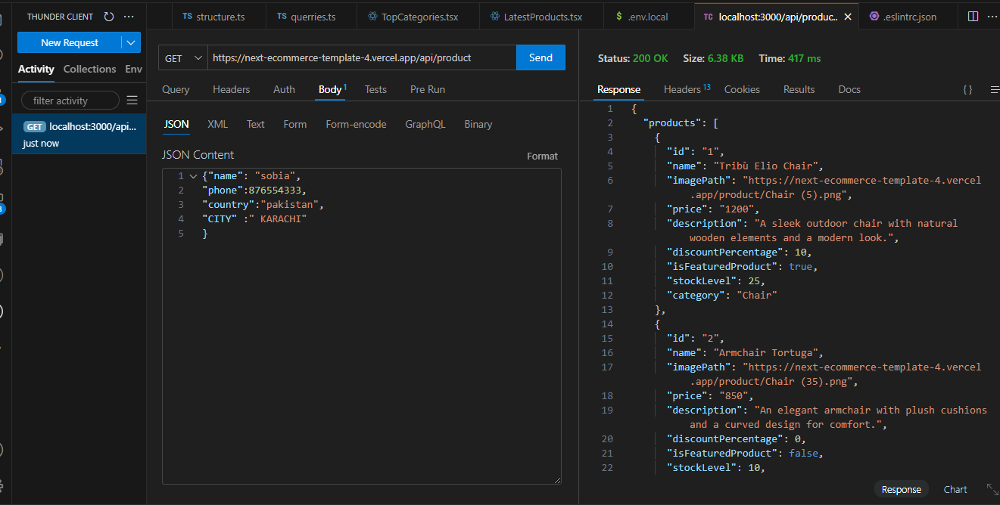 THUNDER CLIENT
TS structure.ts
TS querries.ts
TopCategories.tsx
LatestProducts.tsx
$ .env.local
TC localhost:3000/api/produc..
.eslintrc.json
New Request
Activity Collections Env
filter activity
GET localhost:3000/api...
just now
GET https://next-ecommerce-template-4.vercel.app/api/product Send
Query Headers Auth Body 1 Tests Pre Run
JSON XML Text Form Form-encode GraphQL Binary
JSON Content Format
1 {"name": "sobia",
2 "phone":876554333,
3 "country":"pakistan",
4 "CITY" :" KARACHI"
5 }
Status: 200 OK Size: 6.38 KB Time: 417 ms
Response Headers 13 Cookies Results Docs { }
1 {
2 "products": [
3 {
4 "id": "1",
5 "name": "Tribù Elio Chair",
6 "imagePath": "https://next-ecommerce-template-4.vercel
.app/product/Chair (5).png",
7 "price": "1200",
8 "description": "A sleek outdoor chair with natural
wooden elements and a modern look.",
9 "discountPercentage": 10,
10 "isFeaturedProduct": true,
11 "stockLevel": 25,
12 "category": "Chair"
13 },
14 {
15 "id": "2",
16 "name": "Armchair Tortuga",
17 "imagePath": "https://next-ecommerce-template-4.vercel
.app/product/Chair (35).png",
18 "price": "850",
19 "description": "An elegant armchair with plush cushions
and a curved design for comfort.",
20 "discountPercentage": 0,
21 "isFeaturedProduct": false,
22 "stockLevel": 10,
Response Chart